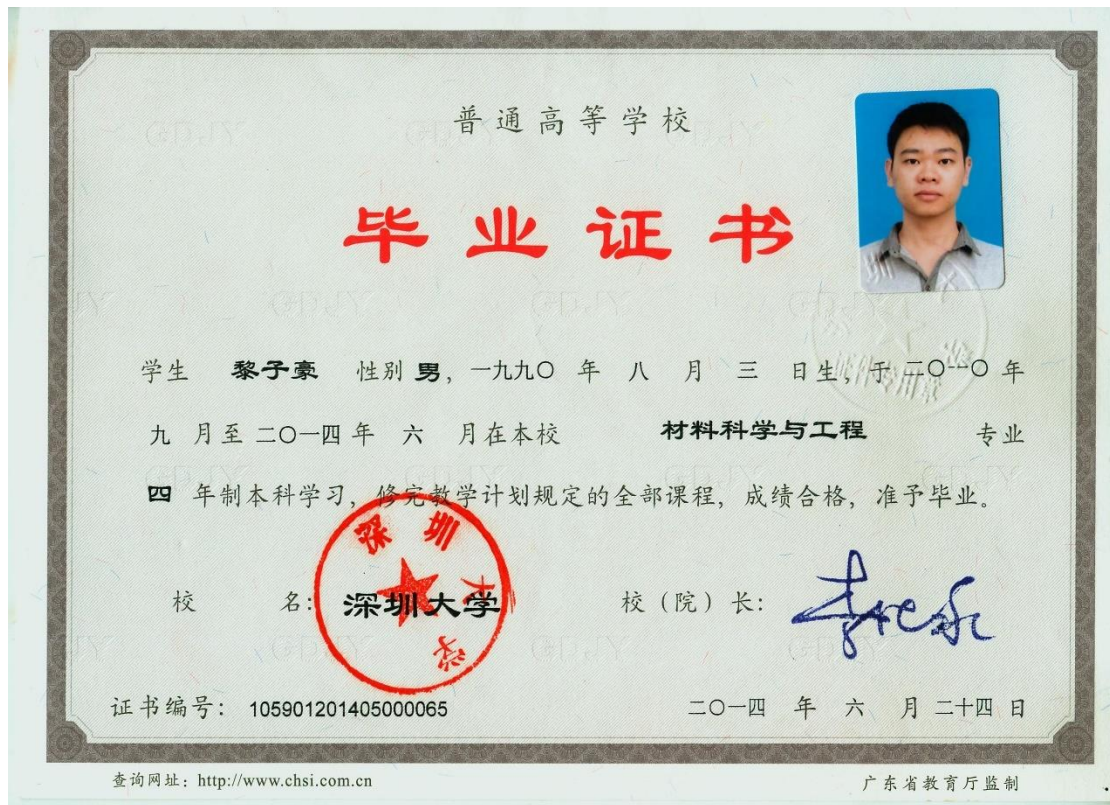 普通高等学校
毕业证书
学生 黎子豪 性别 男，一九九〇 年 八 月 三 日生，于 二〇一〇 年
九 月至 二〇一四 年 六 月在本校 材料科学与工程 专业
四 年制本科学习，修完教学计划规定的全部课程，成绩合格，准予毕业。
校 名：深圳大学 校（院）长：
深圳大学
证书编号：105901201405000065 二〇一四 年 六 月 二十四 日
查询网址：http://www.chsi.com.cn 广东省教育厅监制